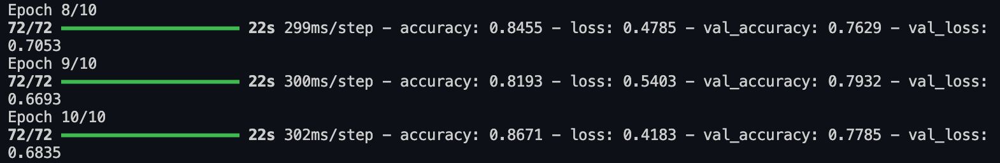 Epoch 8/10
72/72 22s 299ms/step - accuracy: 0.8455 - loss: 0.4785 - val_accuracy: 0.7629 - val_loss:
0.7053
Epoch 9/10
72/72 22s 300ms/step - accuracy: 0.8193 - loss: 0.5403 - val_accuracy: 0.7932 - val_loss:
0.6693
Epoch 10/10
72/72 22s 302ms/step - accuracy: 0.8671 - loss: 0.4183 - val_accuracy: 0.7785 - val_loss:
0.6835